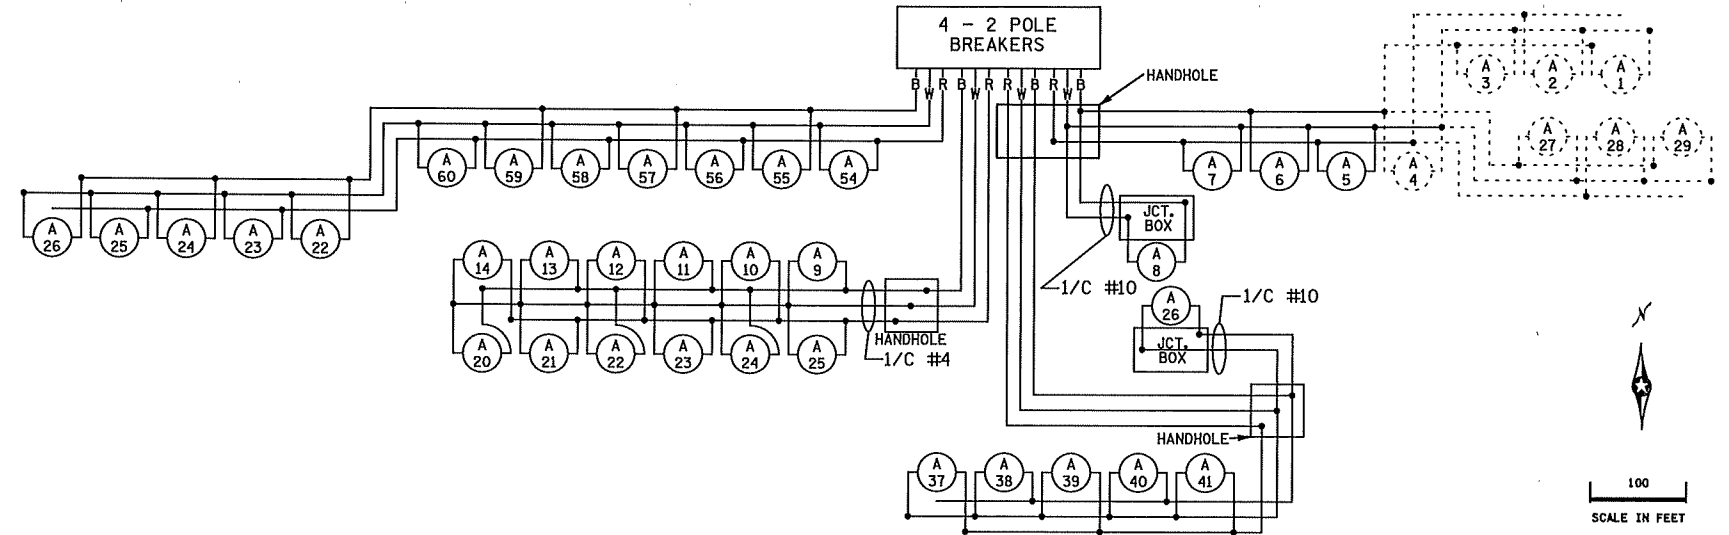 4 - 2 POLE
BREAKERS
B W R B W R R W B R W B
HANDHOLE
A 3
A 2
A 1
A 27
A 28
A 29
A 60
A 59
A 58
A 57
A 56
A 55
A 54
A 7
A 6
A 5
A 4
A 26
A 25
A 24
A 23
A 22
JCT.
BOX
A 8
1/C #10
A 14
A 13
A 12
A 11
A 10
A 9
A 20
A 21
A 22
A 23
A 24
A 25
HANDHOLE
1/C #4
A 26
1/C #10
JCT.
BOX
N
HANDHOLE
A 37
A 38
A 39
A 40
A 41
100
SCALE IN FEET